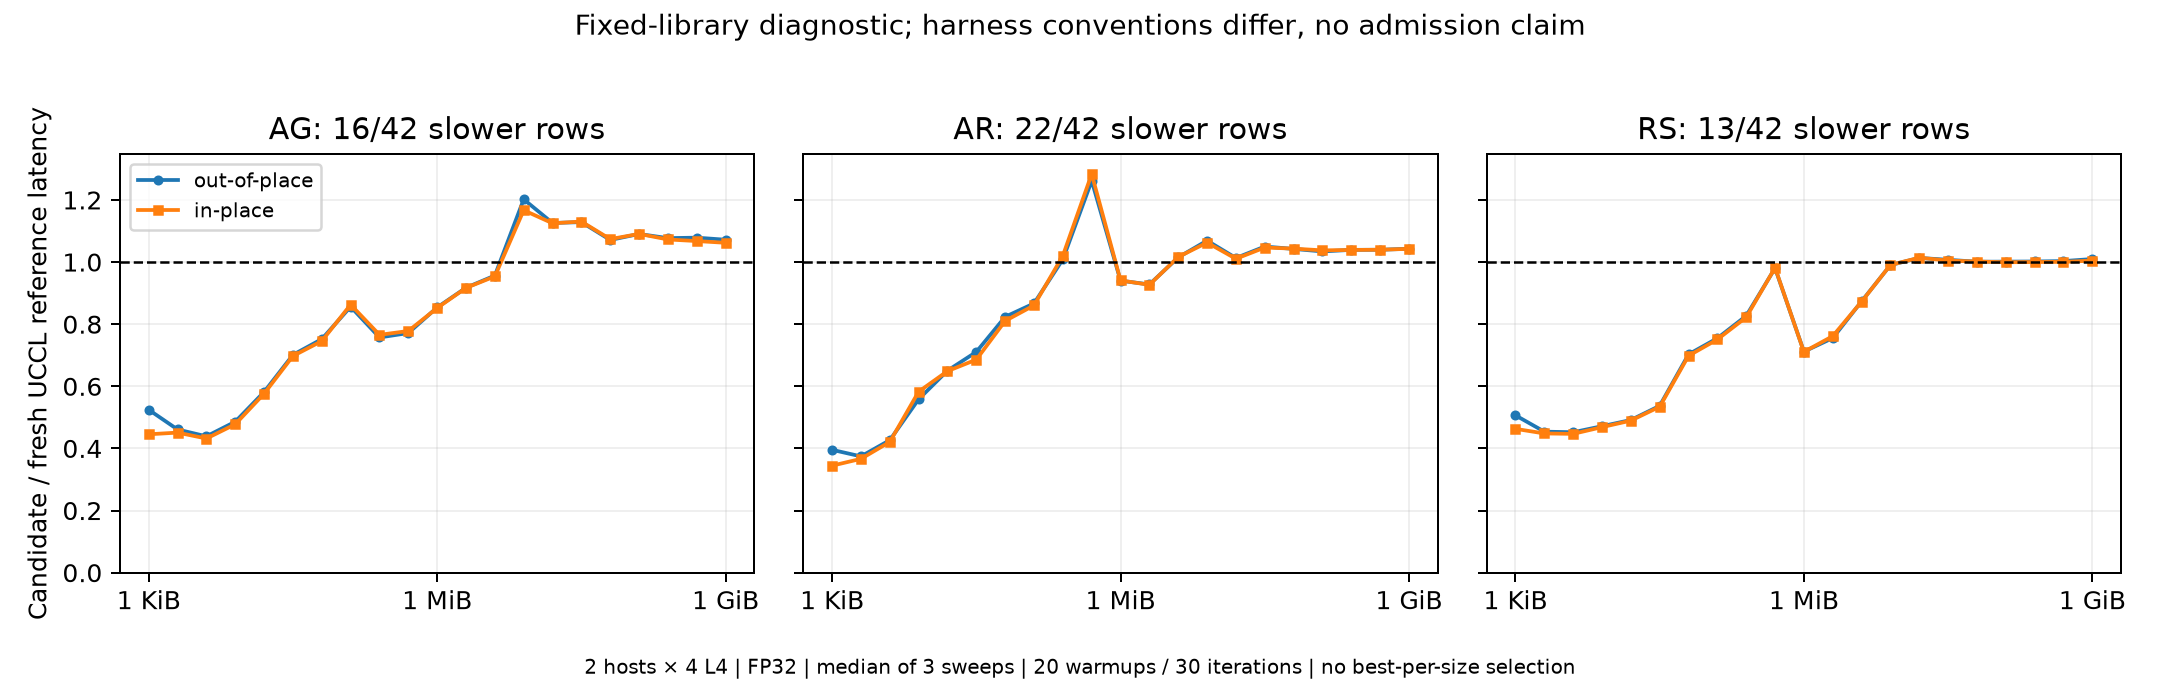 Fixed-library diagnostic; harness conventions differ, no admission claim
Candidate / fresh UCCL reference latency
AG: 16/42 slower rows
out-of-place
in-place
1.2
1.0
0.8
0.6
0.4
0.2
0.0
1 KiB
1 MiB
1 GiB
AR: 22/42 slower rows
1 KiB
1 MiB
1 GiB
RS: 13/42 slower rows
1 KiB
1 MiB
1 GiB
2 hosts × 4 L4 | FP32 | median of 3 sweeps | 20 warmups / 30 iterations | no best-per-size selection